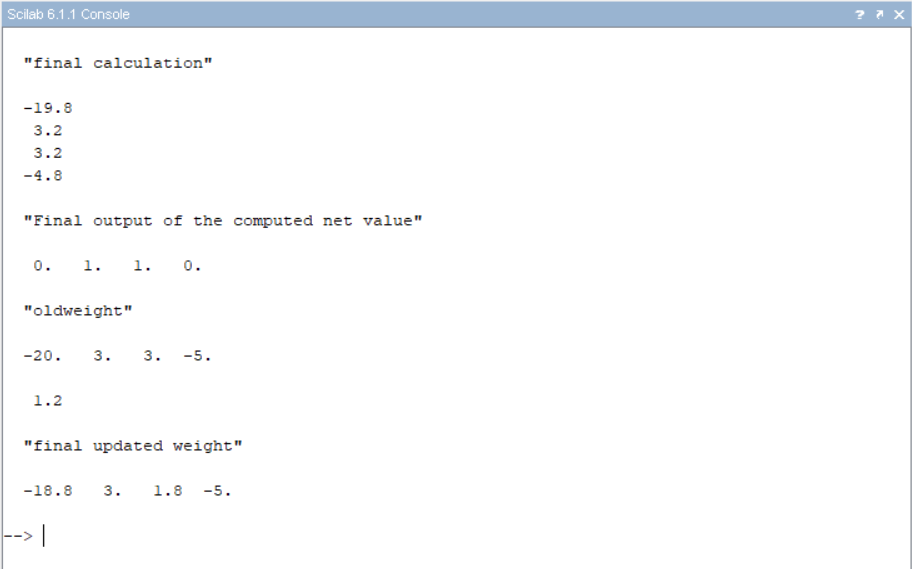 Scilab 6.1.1 Console ? ↗ ✕
"final calculation"
-19.8
3.2
3.2
-4.8
"Final output of the computed net value"
0. 1. 1. 0.
"oldweight"
-20. 3. 3. -5.
1.2
"final updated weight"
-18.8 3. 1.8 -5.
-->